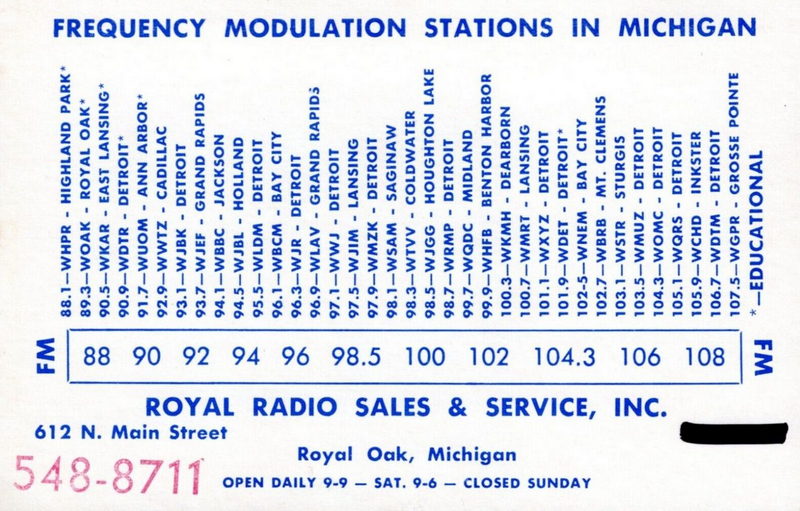 FREQUENCY MODULATION STATIONS IN MICHIGAN
88.1—WHPR - HIGHLAND PARK*
89.3—WOAK - ROYAL OAK*
90.5—WKAR - EAST LANSING*
90.9—WDTR - DETROIT*
91.7—WUOM - ANN ARBOR*
92.9—WWTZ - CADILLAC
93.1—WJBK - DETROIT
93.7—WJEF - GRAND RAPIDS
94.1—WBBC - JACKSON
94.5—WJBL - HOLLAND
95.5—WLDM - DETROIT
96.1—WBCM - BAY CITY
96.3—WJR - DETROIT
96.9—WLAV - GRAND RAPIDS
97.1—WWJ - DETROIT
97.5—WJIM - LANSING
97.9—WMZK - DETROIT
98.1—WSAM - SAGINAW
98.3—WTVV - COLDWATER
98.5—WJGG - HOUGHTON LAKE
98.7—WRMP - DETROIT
99.7—WQDC - MIDLAND
99.9—WHFB - BENTON HARBOR
100.3—WKMH - DEARBORN
100.7—WMRT - LANSING
101.1—WXYZ - DETROIT
101.9—WDET - DETROIT*
102-5—WNEM - BAY CITY
102.7—WBRB - MT. CLEMENS
103.1—WSTR - STURGIS
103.5—WMUZ - DETROIT
104.3—WOMC - DETROIT
105.1—WQRS - DETROIT
105.9—WCHD - INKSTER
106.7—WDTM - DETROIT
107.5—WGPR - GROSSE POINTE
*—EDUCATIONAL
FM 88 90 92 94 96 98.5 100 102 104.3 106 108 FM
ROYAL RADIO SALES & SERVICE, INC.
612 N. Main Street
Royal Oak, Michigan
548-8711
OPEN DAILY 9-9 — SAT. 9-6 — CLOSED SUNDAY